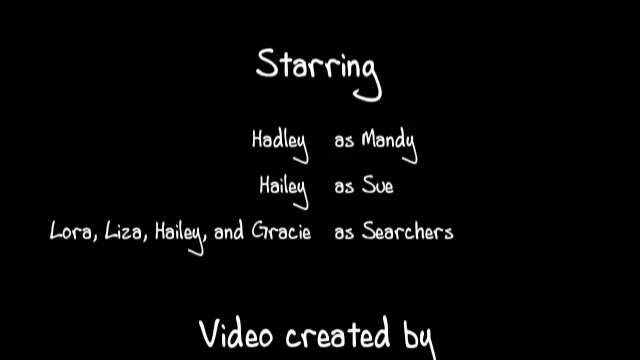 Starring
Hadley as Mandy
Hailey as Sue
Lora, Liza, Hailey, and Gracie as Searchers
Video created by